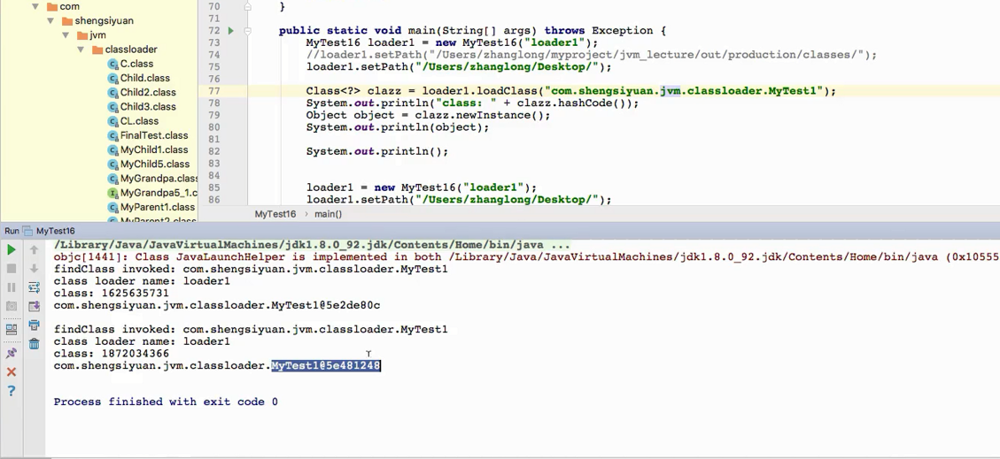 com
shengsiyuan
jvm
classloader
C.class
Child.class
Child2.class
Child3.class
CL.class
FinalTest.class
MyChild1.class
MyChild5.class
MyGrandpa.class
MyGrandpa5_1.c
MyParent1.class
MyParent2.class
70 }
71
72 public static void main(String[] args) throws Exception {
73 MyTest16 loader1 = new MyTest16("loader1");
74 //loader1.setPath("/Users/zhanglong/myproject/jvm_lecture/out/production/classes/");
75 loader1.setPath("/Users/zhanglong/Desktop/");
76
77 Class<?> clazz = loader1.loadClass("com.shengsiyuan.jvm.classloader.MyTest1");
78 System.out.println("class: " + clazz.hashCode());
79 Object object = clazz.newInstance();
80 System.out.println(object);
81
82 System.out.println();
83
84
85 loader1 = new MyTest16("loader1");
86 loader1.setPath("/Users/zhanglong/Desktop/");
MyTest16 › main()
Run MyTest16
/Library/Java/JavaVirtualMachines/jdk1.8.0_92.jdk/Contents/Home/bin/java ...
objc[1441]: Class JavaLaunchHelper is implemented in both /Library/Java/JavaVirtualMachines/jdk1.8.0_92.jdk/Contents/Home/bin/java (0x10555
findClass invoked: com.shengsiyuan.jvm.classloader.MyTest1
class loader name: loader1
class: 1625635731
com.shengsiyuan.jvm.classloader.MyTest1@5e2de80c
findClass invoked: com.shengsiyuan.jvm.classloader.MyTest1
class loader name: loader1
class: 1872034366
com.shengsiyuan.jvm.classloader.MyTest1@5e481248
Process finished with exit code 0